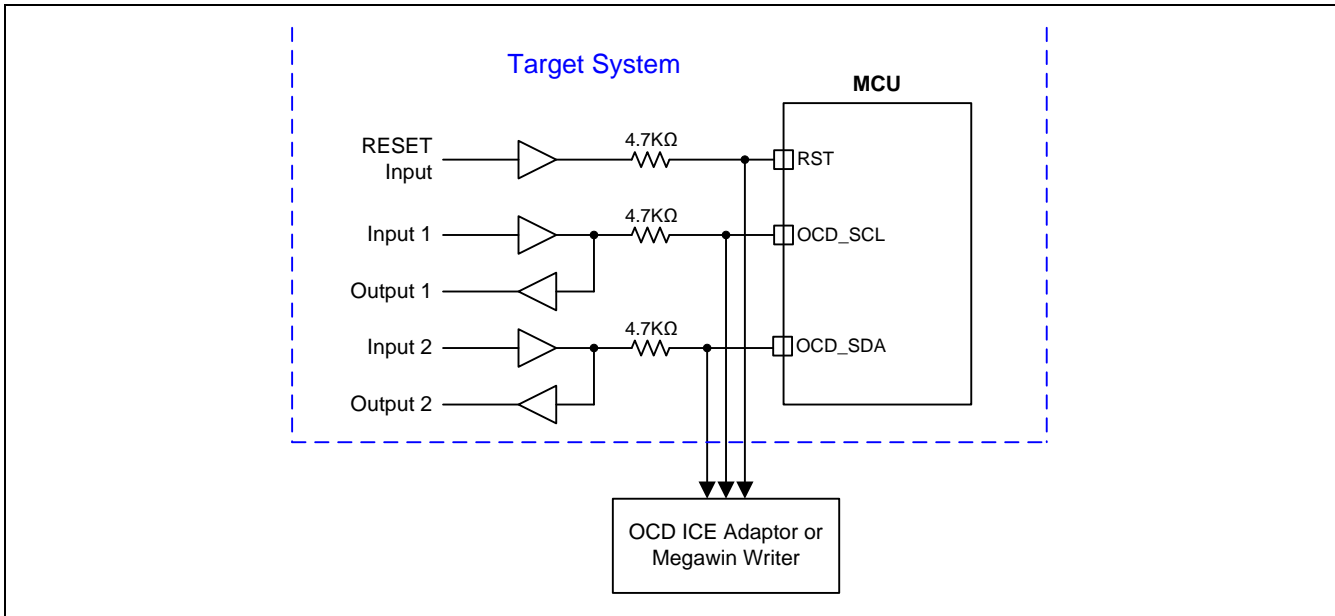 Target System
MCU
RESET
Input
4.7KΩ
RST
Input 1
4.7KΩ
OCD_SCL
Output 1
Input 2
4.7KΩ
OCD_SDA
Output 2
OCD ICE Adaptor or
Megawin Writer